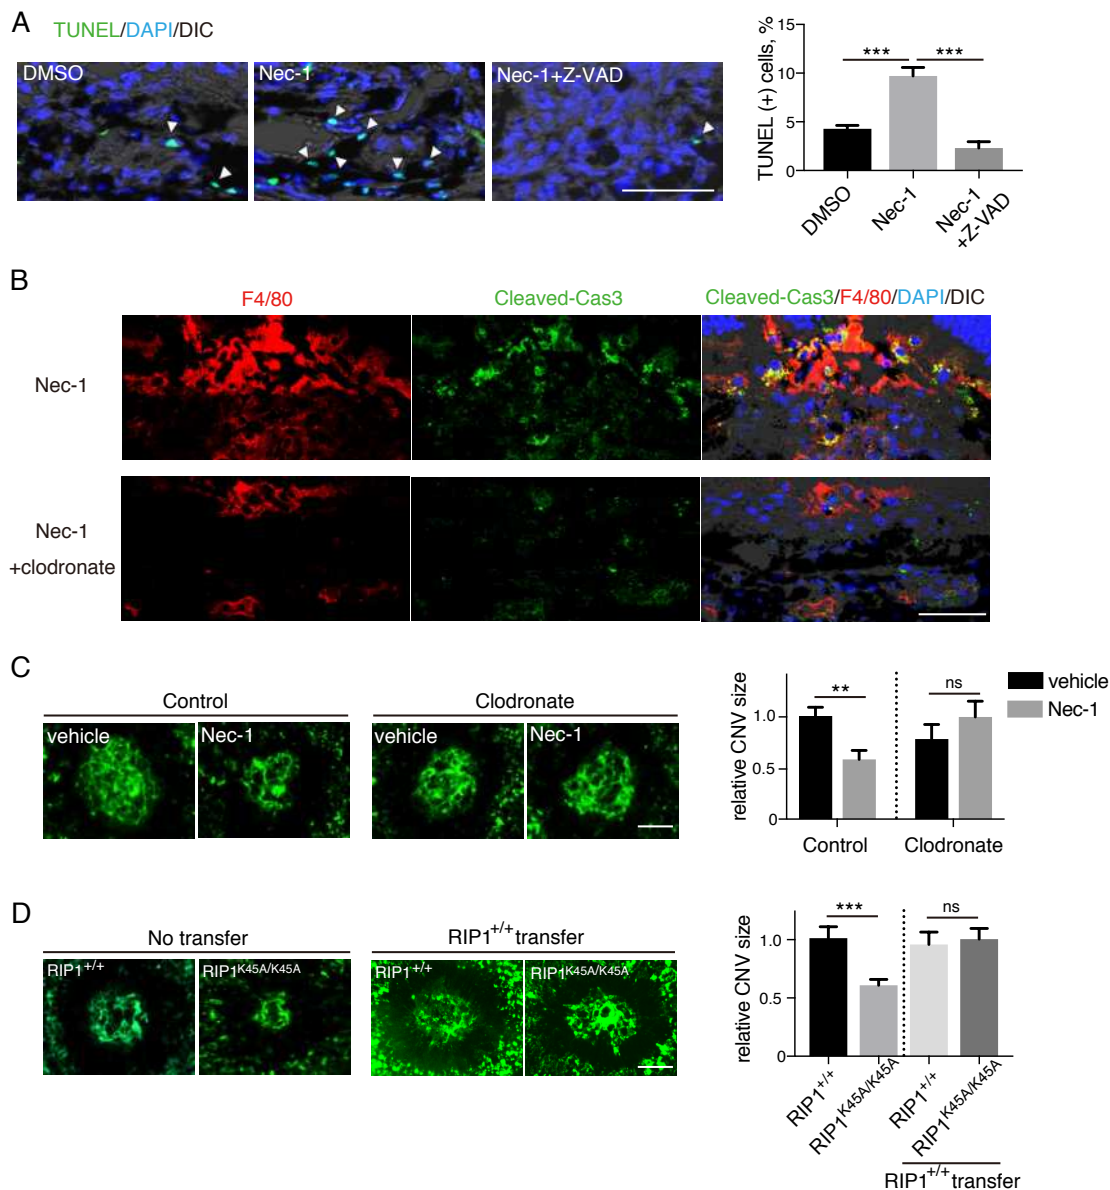 A
TUNEL/DAPI/DIC
DMSO
Nec-1
Nec-1+Z-VAD
TUNEL (+) cells, %
15
10
5
0
***
***
DMSO
Nec-1
Nec-1
+Z-VAD
B
F4/80
Cleaved-Cas3
Cleaved-Cas3/F4/80/DAPI/DIC
Nec-1
Nec-1
+clodronate
C
Control
Clodronate
vehicle
Nec-1
vehicle
Nec-1
relative CNV size
1.0
0.5
0
**
ns
Control
Clodronate
vehicle
Nec-1
D
No transfer
RIP1+/+ transfer
RIP1+/+
RIP1K45A/K45A
RIP1+/+
RIP1K45A/K45A
relative CNV size
1.0
0.5
0
***
ns
RIP1+/+
RIP1K45A/K45A
RIP1+/+
RIP1K45A/K45A
RIP1+/+ transfer